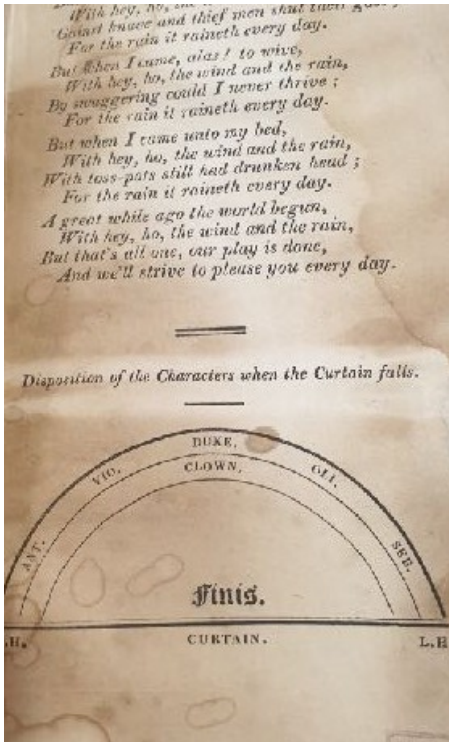 With hey, ho, the
'Gainst knave and thief men shut their
For the rain it raineth every day.
But when I came, alas! to wive,
With hey, ho, the wind and the rain,
By swaggering could I never thrive;
For the rain it raineth every day.
But when I came unto my bed,
With hey, ho, the wind and the rain,
With toss-pats still had drunken head;
For the rain it raineth every day.
A great while ago the world begun,
With hey, ho, the wind and the rain,
But that's all one, our play is done,
And we'll strive to please you every day.
Disposition of the Characters when the Curtain falls.
DUKE.
VIO. CLOWN. OLI.
ANT. SEB.
Finis.
.H. CURTAIN. L.H